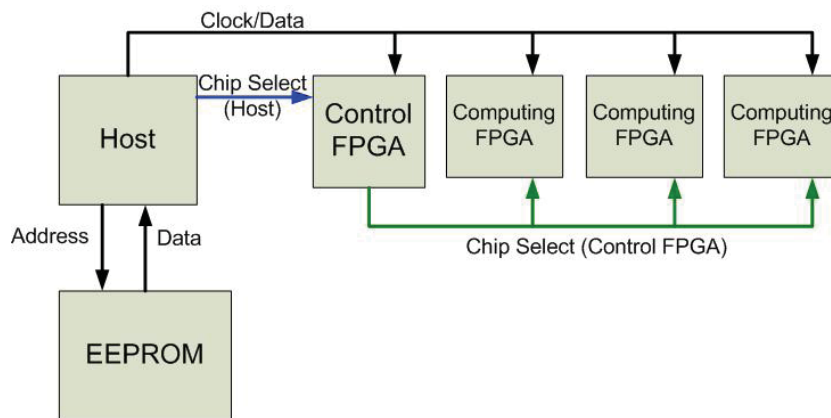 Clock/Data
Chip Select
(Host)
Host
Control
FPGA
Computing
FPGA
Computing
FPGA
Computing
FPGA
Address
Data
Chip Select (Control FPGA)
EEPROM